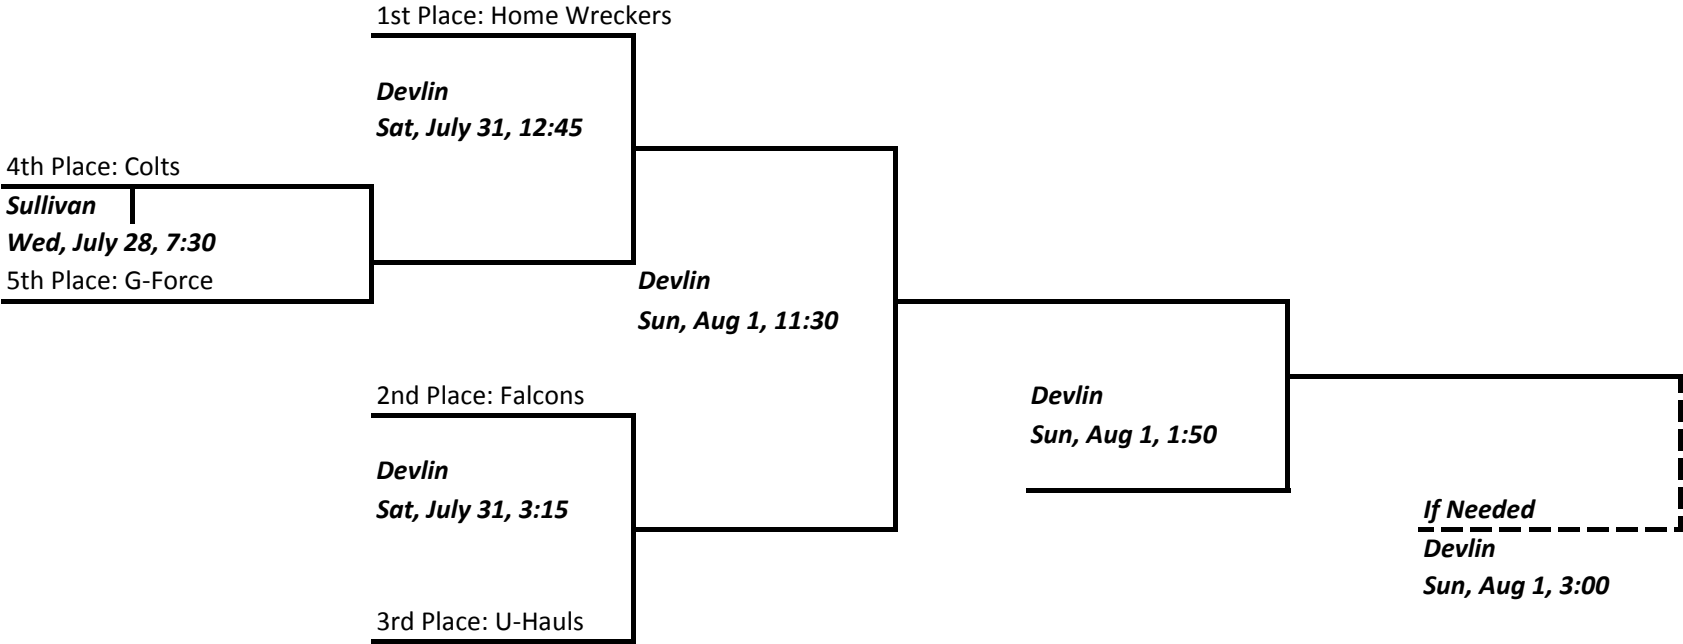 1st Place: Home Wreckers
Devlin
Sat, July 31, 12:45
4th Place: Colts
Sullivan
Wed, July 28, 7:30
5th Place: G-Force
Devlin
Sun, Aug 1, 11:30
2nd Place: Falcons
Devlin
Sun, Aug 1, 1:50
Devlin
Sat, July 31, 3:15
If Needed
Devlin
Sun, Aug 1, 3:00
3rd Place: U-Hauls